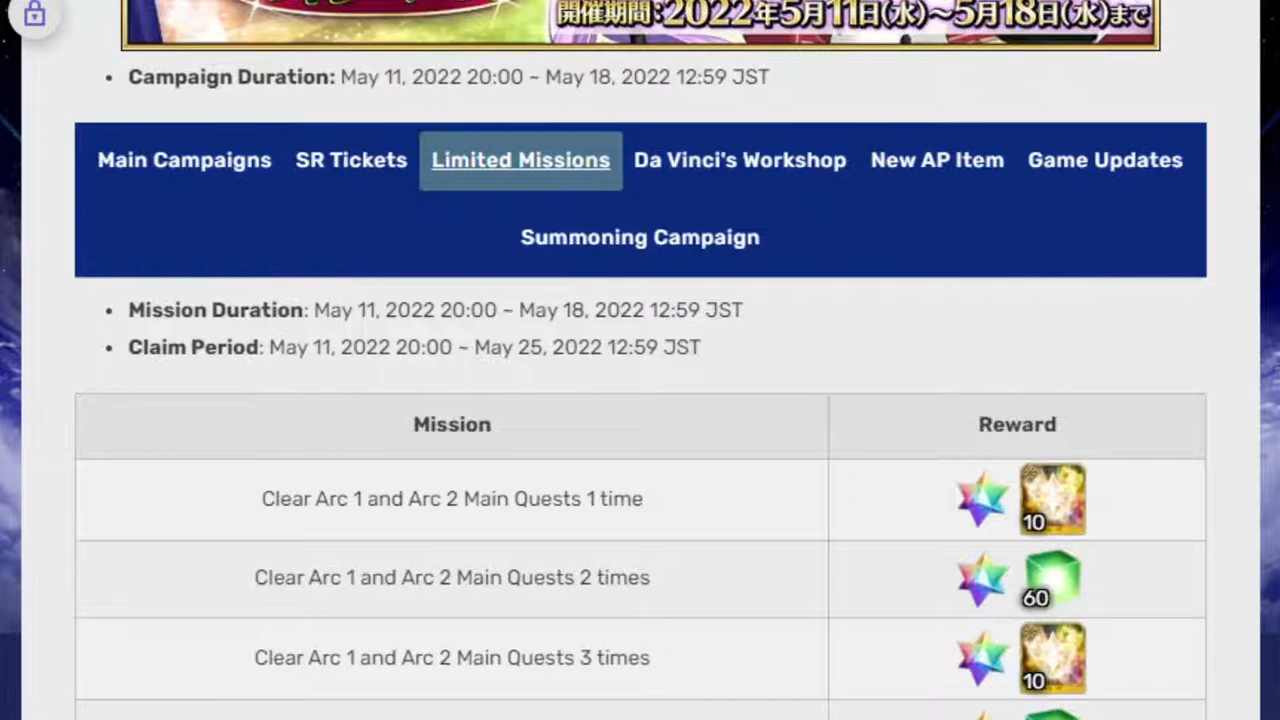 開催期間:2022年5月11日(水)~5月18日(水)まで
• Campaign Duration: May 11, 2022 20:00 ~ May 18, 2022 12:59 JST
Main Campaigns SR Tickets Limited Missions Da Vinci's Workshop New AP Item Game Updates
Summoning Campaign
• Mission Duration: May 11, 2022 20:00 ~ May 18, 2022 12:59 JST
• Claim Period: May 11, 2022 20:00 ~ May 25, 2022 12:59 JST
Mission Reward
Clear Arc 1 and Arc 2 Main Quests 1 time
10
Clear Arc 1 and Arc 2 Main Quests 2 times
60
Clear Arc 1 and Arc 2 Main Quests 3 times
10